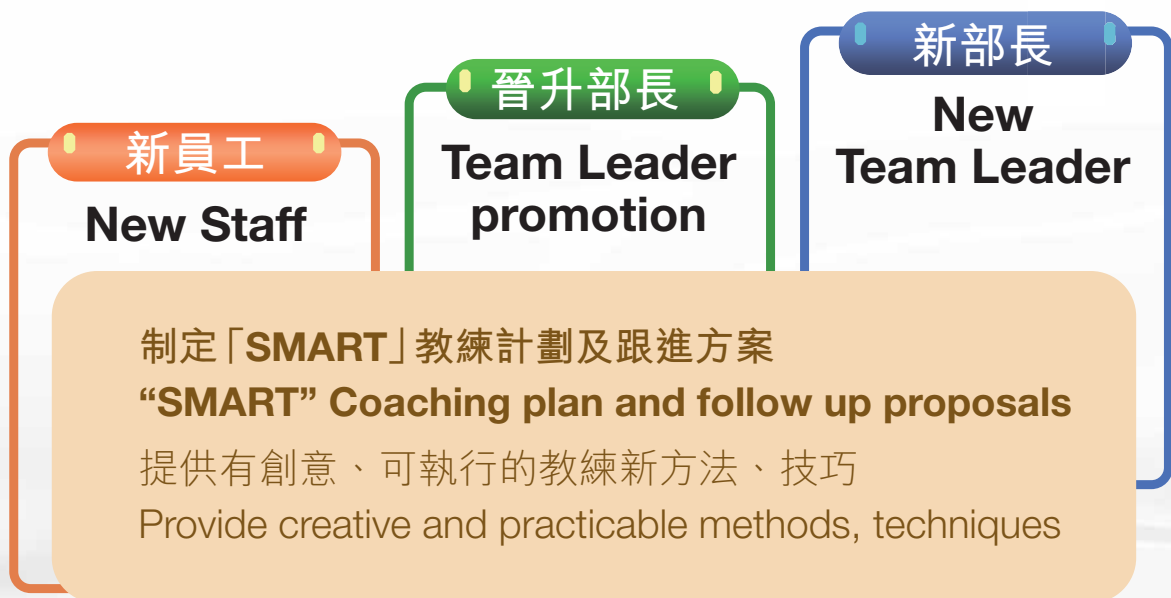 新員工
New Staff
晉升部長
Team Leader
promotion
新部長
New
Team Leader
制定「SMART」教練計劃及跟進方案
“SMART” Coaching plan and follow up proposals
提供有創意、可執行的教練新方法、技巧
Provide creative and practicable methods, techniques